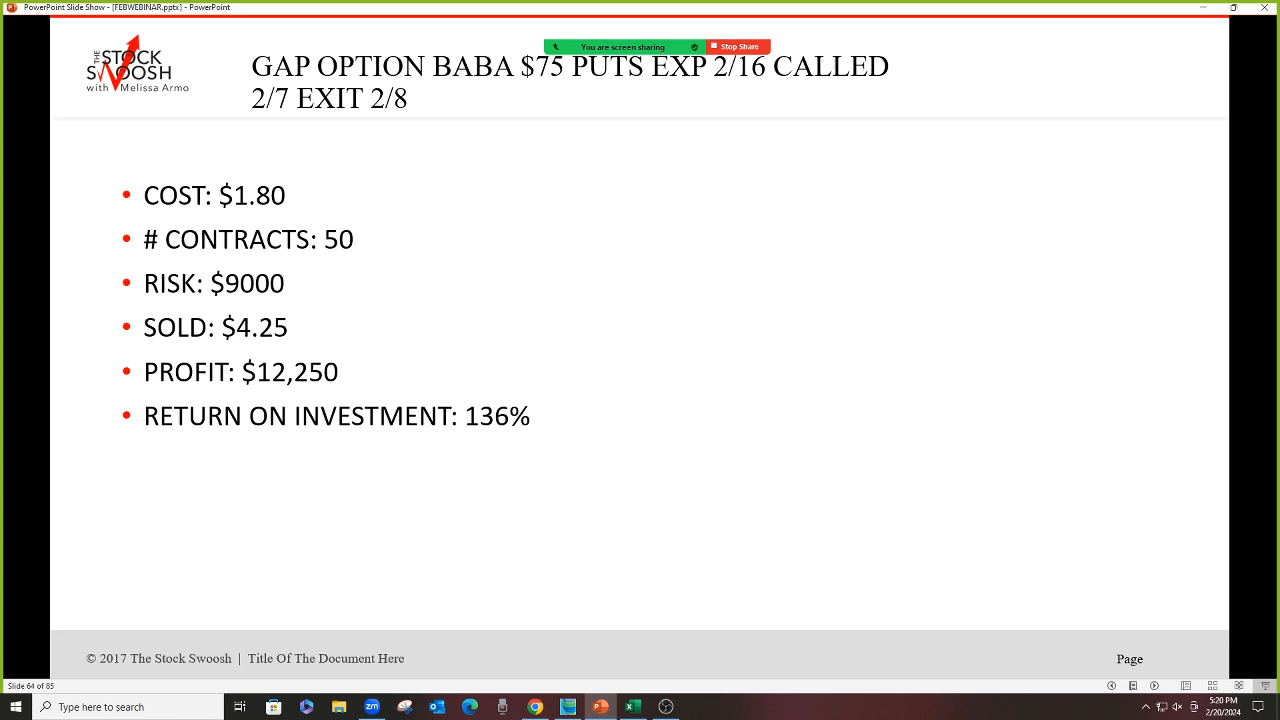 PowerPoint Slide Show - [FEBWEBINAR.pptx] - PowerPoint
You are screen sharing
Stop Share
THE
STOCK
SWOOSH
with Melissa Armo
GAP OPTION BABA $75 PUTS EXP 2/16 CALLED
2/7 EXIT 2/8
• COST: $1.80
• # CONTRACTS: 50
• RISK: $9000
• SOLD: $4.25
• PROFIT: $12,250
• RETURN ON INVESTMENT: 136%
© 2017 The Stock Swoosh | Title Of The Document Here
Page
Slide 64 of 85
Type here to search
zm
5:20 PM
2/20/2024